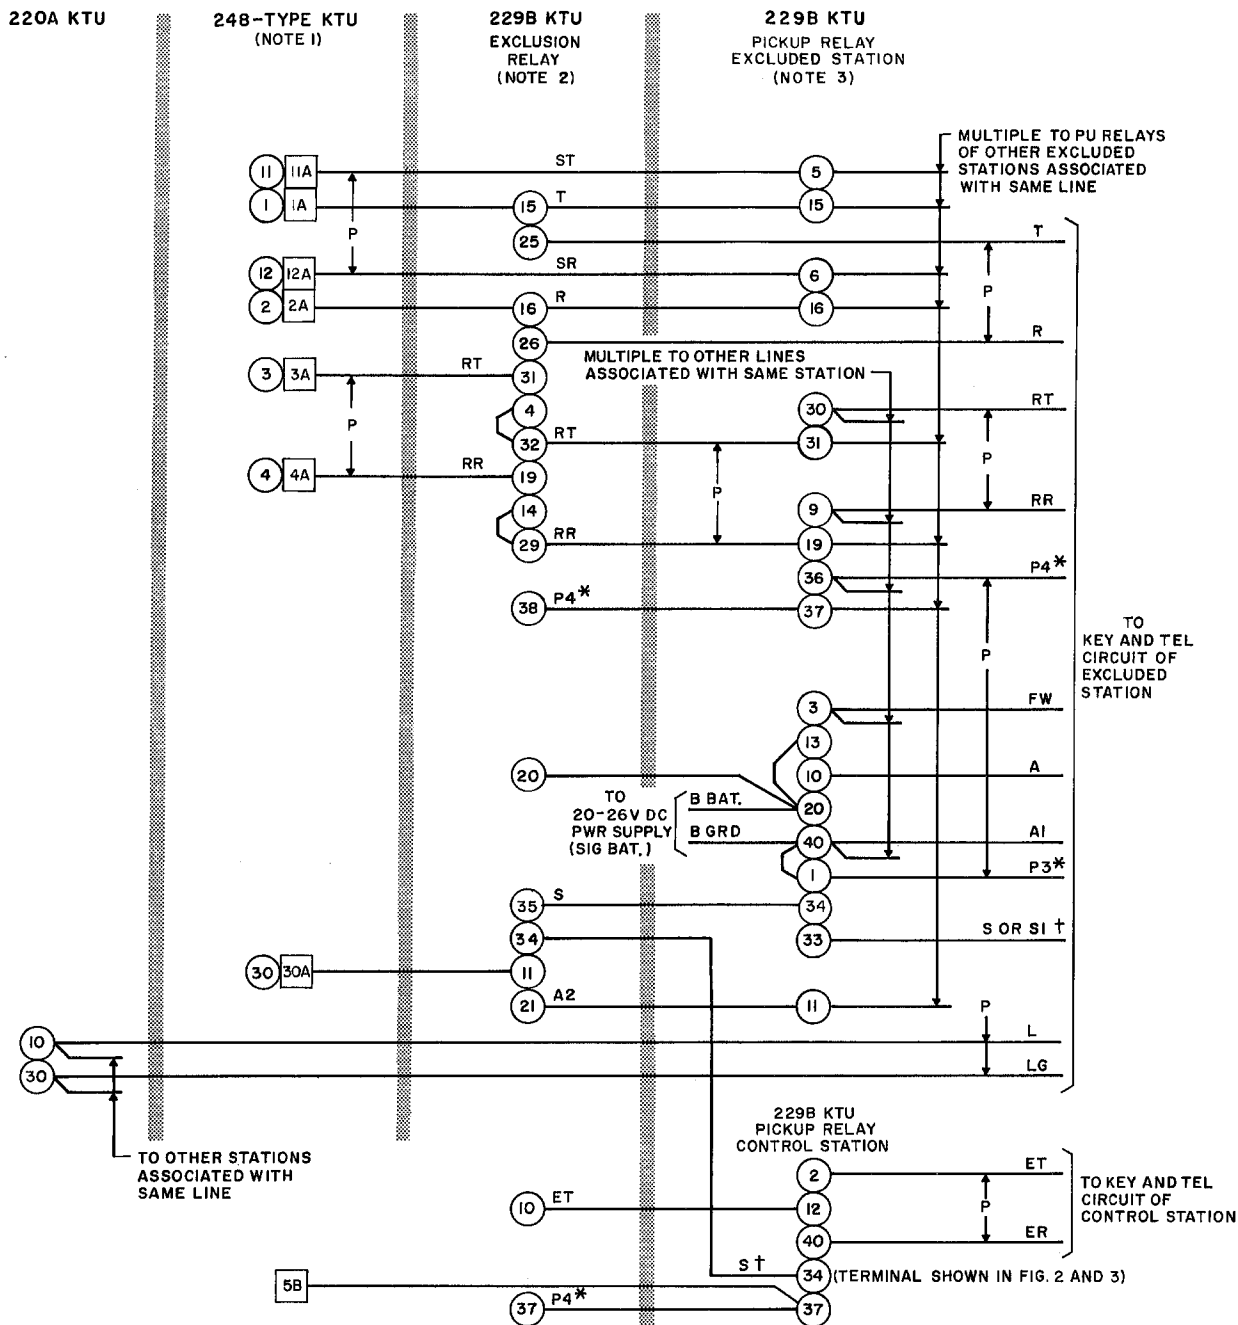 220A KTU
248-TYPE KTU
(NOTE 1)
229B KTU
EXCLUSION
RELAY
(NOTE 2)
229B KTU
PICKUP RELAY
EXCLUDED STATION
(NOTE 3)
MULTIPLE TO PU RELAYS
OF OTHER EXCLUDED
STATIONS ASSOCIATED
WITH SAME LINE
11 11A ST 5
1 1A 15 T 15
P
25 T
12 12A SR 6
P
2 2A 16 R 16
26 R
MULTIPLE TO OTHER LINES
ASSOCIATED WITH SAME STATION
3 3A RT 31
P
4 30 RT
32 RT 31
P
4 4A RR 19
P
14 9 RR
29 RR 19
36 P4*
38 P4* 37
P
TO
KEY AND TEL
CIRCUIT OF
EXCLUDED
STATION
3 FW
13
20 10 A
TO
20-26V DC
PWR SUPPLY
(SIG BAT.)
B BAT. 20
B GRD 40 A1
1 P3*
35 S 34
34 33 S OR S1 †
30 30A 11
21 A2 11
P
10 L
30 LG
TO OTHER STATIONS
ASSOCIATED WITH
SAME LINE
229B KTU
PICKUP RELAY
CONTROL STATION
2 ET
10 ET 12
P
40 ER
TO KEY AND TEL
CIRCUIT OF
CONTROL STATION
S † 34 (TERMINAL SHOWN IN FIG. 2 AND 3)
5B
37 P4* 37